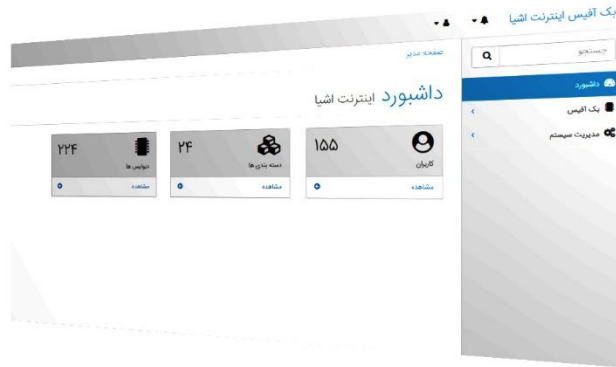 بک آفیس اینترنت اشیا
جستجو
داشبورد
بک آفیس
مدیریت سیستم
صفحه مدیر
داشبورد اینترنت اشیا
۱۵۵
کاربران
مشاهده
۲۴
دسته بندی ها
مشاهده
۲۲۴
دیوایس ها
مشاهده